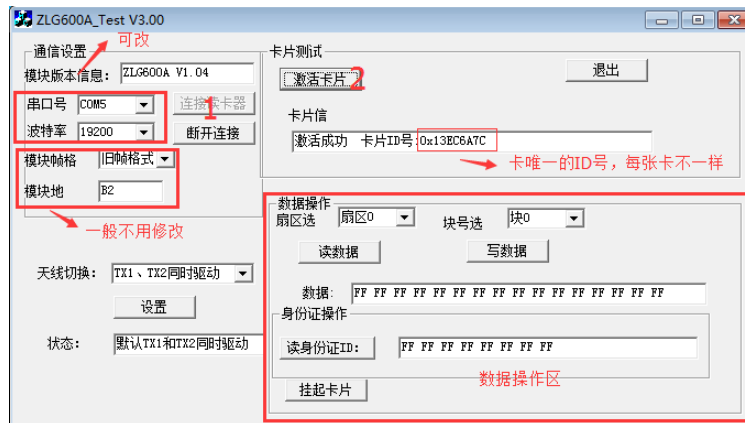 ZLG600A_Test V3.00
通信设置
可改
模块版本信息: ZLG600A V1.04
串口号 COM5
连接读卡器
1
波特率 19200
断开连接
模块帧格 旧帧格式
模块地 B2
一般不用修改
天线切换: TX1、TX2同时驱动
设置
状态: 默认TX1和TX2同时驱动
卡片测试
激活卡片
2
退出
卡片信
激活成功 卡片ID号:0x13EC6A7C
卡唯一的ID号，每张卡不一样
数据操作
扇区选 扇区0 块号选 块0
读数据 写数据
数据: FF FF FF FF FF FF FF FF FF FF FF FF FF FF FF FF
身份证操作
读身份证ID: FF FF FF FF FF FF FF FF
数据操作区
挂起卡片